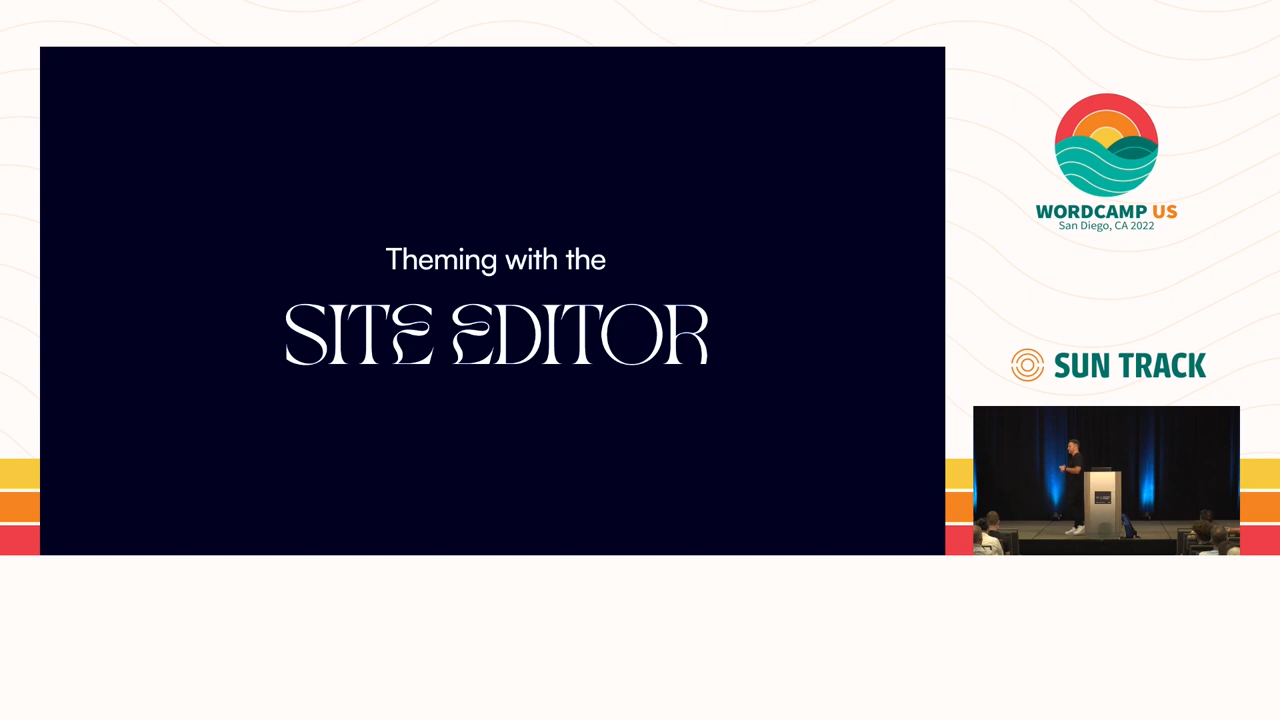 Theming with the
SITE EDITOR
WORDCAMP US
San Diego, CA 2022
SUN TRACK